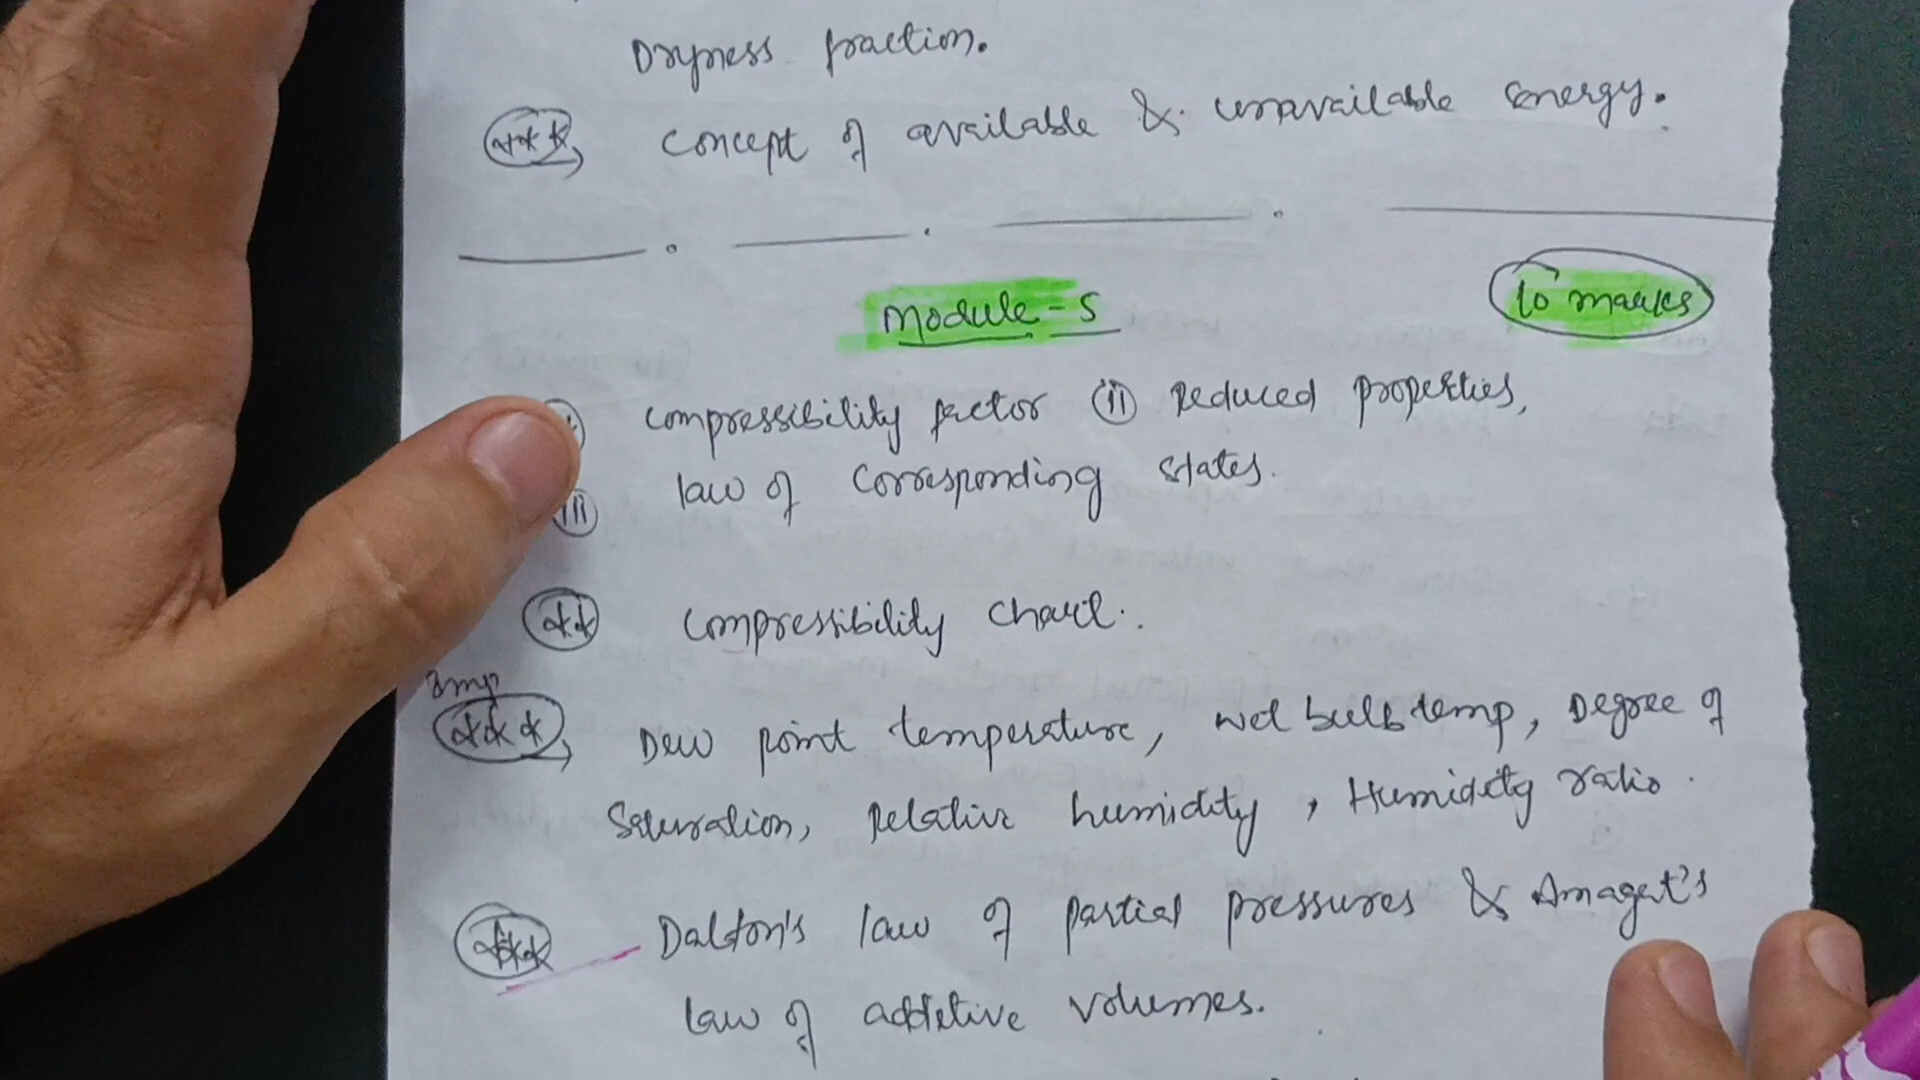 Dryness fraction.
*** concept of available & unavailable energy.
Module-5
10 marks
compressibility factor (ii) Reduced properties,
(iii) law of corresponding states.
** compressibility chart.
Imp
*** Dew point temperature, wet bulb temp, Degree of
Saturation, Relative humidity, Humidity ratio.
*** Dalton's law of partial pressures & Amagat's
law of additive volumes.